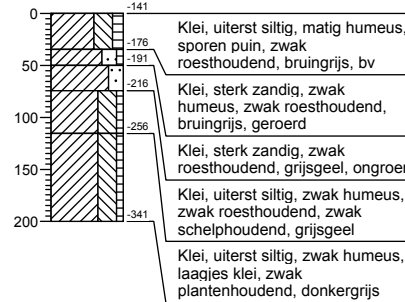 0
50
100
150
200
-141
-176
-191
-216
-256
-341
Klei, uiterst siltig, matig humeus,
sporen puin, zwak
roesthoudend, bruingrijs, bv
Klei, sterk zandig, zwak
humeus, zwak roesthoudend,
bruingrijs, geroerd
Klei, sterk zandig, zwak
roesthoudend, grijsgeel, ongroer
Klei, uiterst siltig, zwak humeus,
zwak roesthoudend, zwak
schelphoudend, grijsgeel
Klei, uiterst siltig, zwak humeus,
laagjes klei, zwak
plantenhoudend, donkergrijs